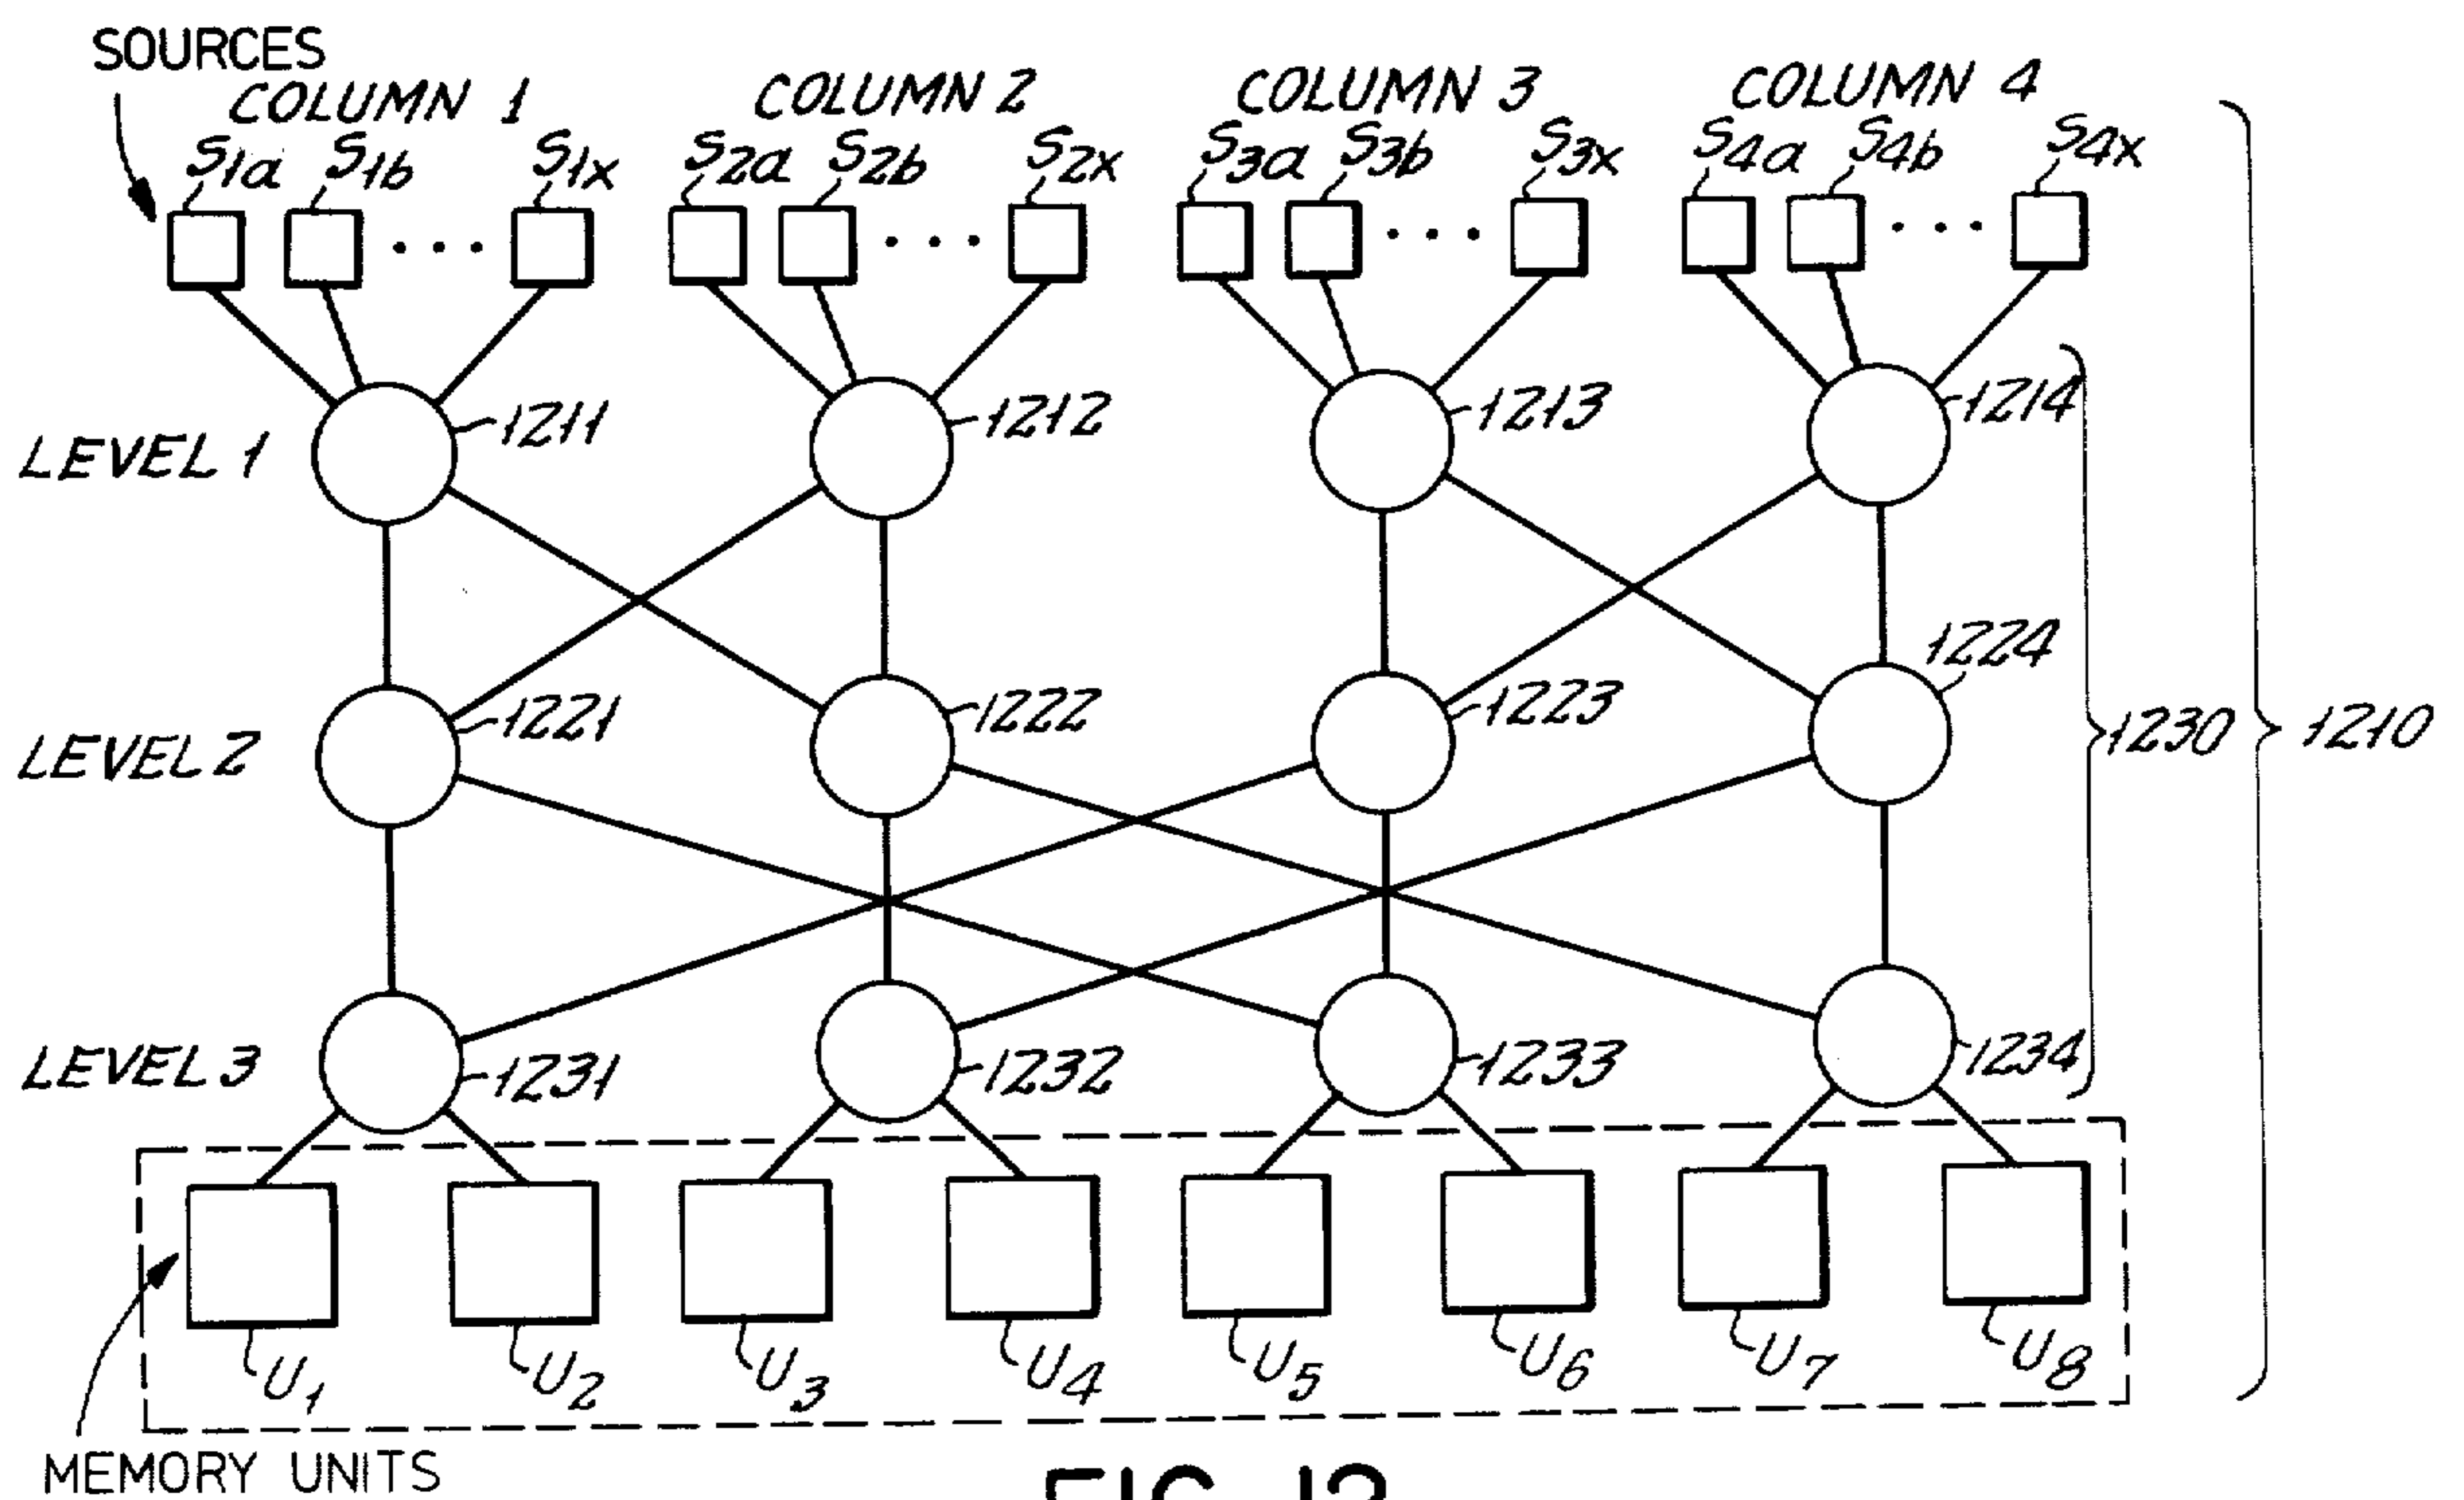 SOURCES
COLUMN 1 COLUMN 2 COLUMN 3 COLUMN 4
S1a S1b S1x S2a S2b S2x S3a S3b S3x S4a S4b S4x
LEVEL 1 1211 1212 1213 1214
LEVEL 2 1221 1222 1223 1224
1230 1210
LEVEL 3 1231 1232 1233 1234
U1 U2 U3 U4 U5 U6 U7 U8
MEMORY UNITS